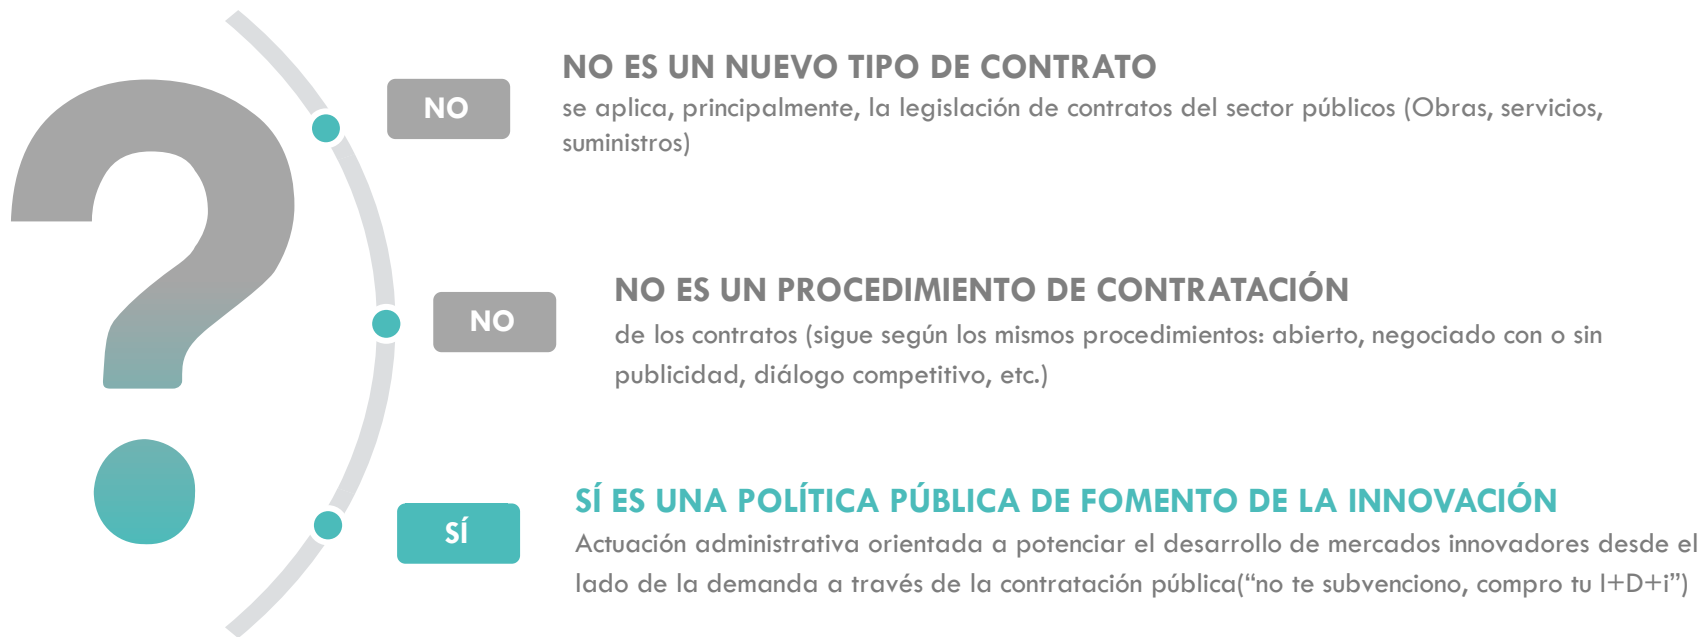 ?
NO
NO ES UN NUEVO TIPO DE CONTRATO
se aplica, principalmente, la legislación de contratos del sector públicos (Obras, servicios,
suministros)
NO
NO ES UN PROCEDIMIENTO DE CONTRATACIÓN
de los contratos (sigue según los mismos procedimientos: abierto, negociado con o sin
publicidad, diálogo competitivo, etc.)
SÍ
SÍ ES UNA POLÍTICA PÚBLICA DE FOMENTO DE LA INNOVACIÓN
Actuación administrativa orientada a potenciar el desarrollo de mercados innovadores desde el
lado de la demanda a través de la contratación pública(“no te subvenciono, compro tu I+D+i”)